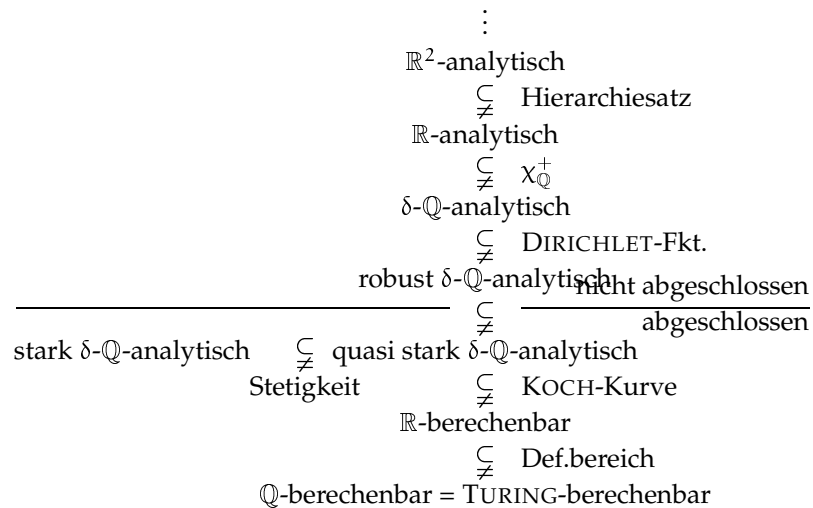 ⋮
ℝ²-analytisch
⊊ Hierarchiesatz
ℝ-analytisch
⊊ χ⁺_ℚ
δ-ℚ-analytisch
⊊ DIRICHLET-Fkt.
robust δ-ℚ-analytisch
nicht abgeschlossen
⊊
abgeschlossen
stark δ-ℚ-analytisch ⊊ quasi stark δ-ℚ-analytisch
Stetigkeit ⊊ KOCH-Kurve
ℝ-berechenbar
⊊ Def.bereich
ℚ-berechenbar = TURING-berechenbar